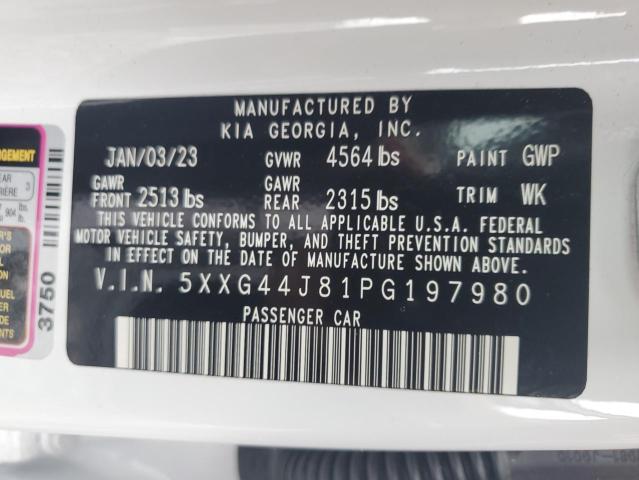 MANUFACTURED BY
KIA GEORGIA, INC.
JAN/03/23 GVWR 4564 lbs PAINT GWP
GAWR FRONT 2513 lbs GAWR REAR 2315 lbs TRIM WK
THIS VEHICLE CONFORMS TO ALL APPLICABLE U.S.A. FEDERAL
MOTOR VEHICLE SAFETY, BUMPER, AND THEFT PREVENTION STANDARDS
IN EFFECT ON THE DATE OF MANUFACTURE SHOWN ABOVE.
V.I.N. 5XXG44J81PG197980
PASSENGER CAR
3750